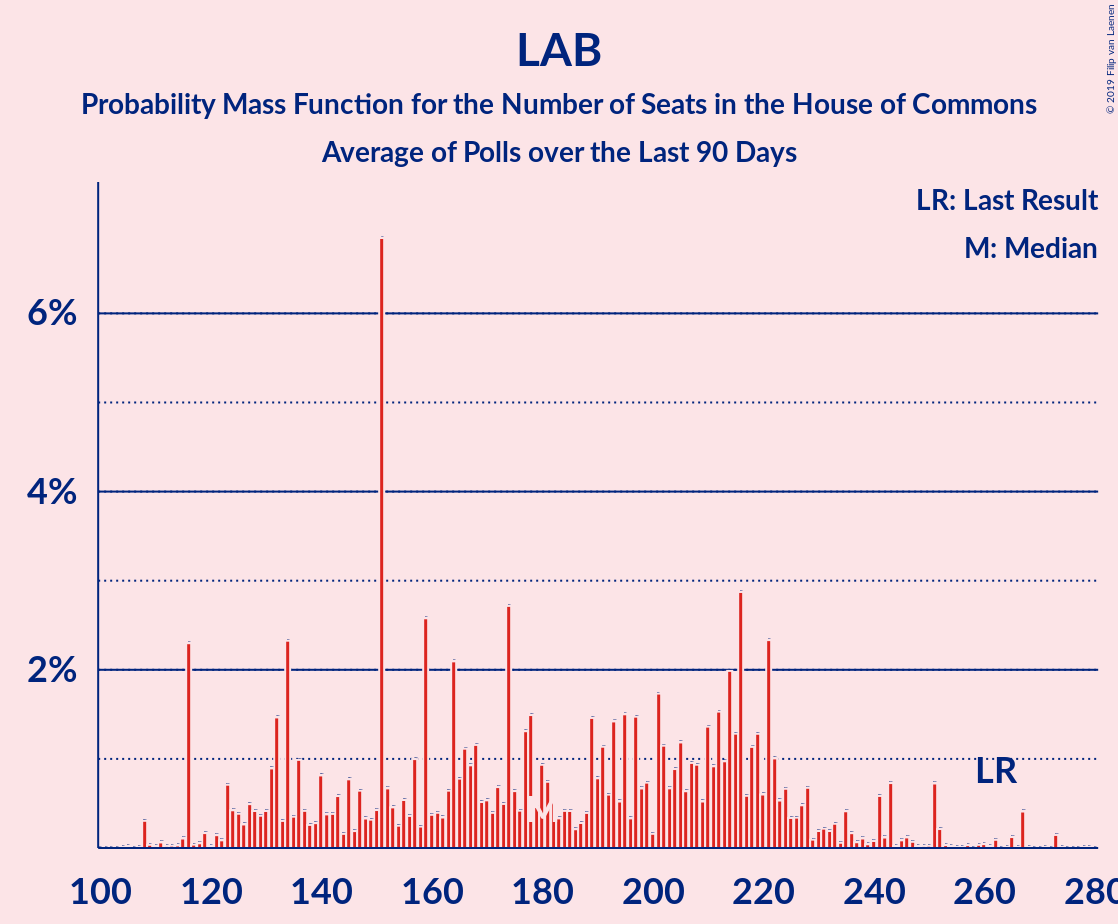 LAB
Probability Mass Function for the Number of Seats in the House of Commons
Average of Polls over the Last 90 Days
© 2019 Filip van Laenen
LR: Last Result
M: Median
6%
4%
2%
LR
M
100 120 140 160 180 200 220 240 260 280